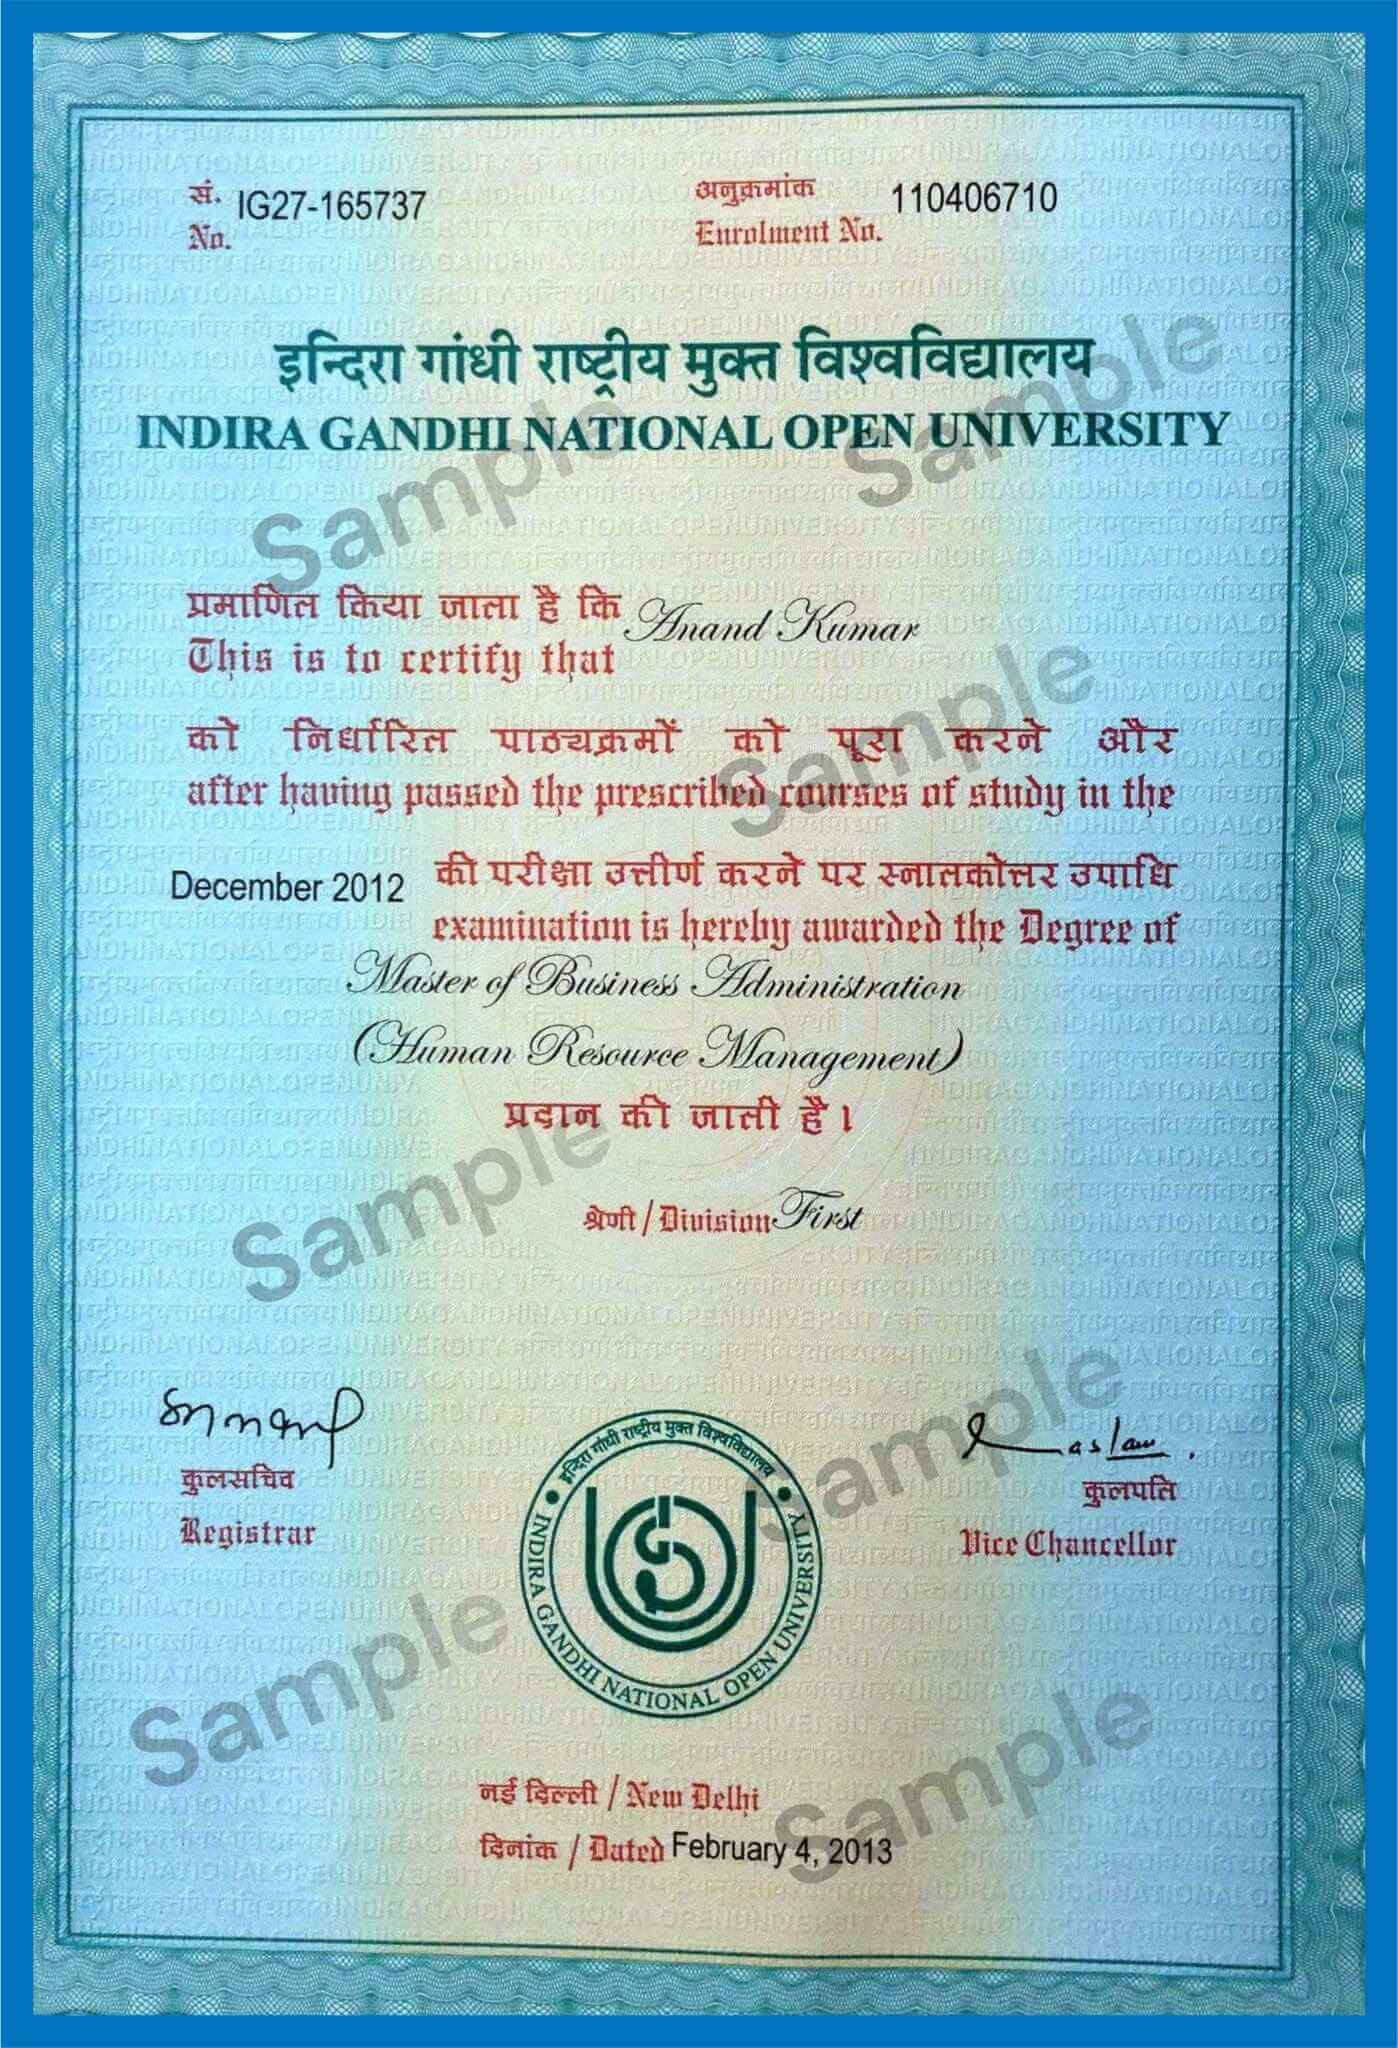 सं. IG27-165737
No.
अनुक्रमांक 110406710
Enrolment No.
इन्दिरा गांधी राष्ट्रीय मुक्त विश्वविद्यालय
INDIRA GANDHI NATIONAL OPEN UNIVERSITY
प्रमाणित किया जाता है कि Anand Kumar
This is to certify that
को निर्धारित पाठ्यक्रमों को पूरा करने और
after having passed the prescribed courses of study in the
December 2012 की परीक्षा उत्तीर्ण करने पर स्नातकोत्तर उपाधि
examination is hereby awarded the Degree of
Master of Business Administration
(Human Resource Management)
प्रदान की जाती है।
श्रेणी / Division First
कुलसचिव
Registrar
कुलपति
Vice Chancellor
इन्दिरा गांधी राष्ट्रीय मुक्त विश्वविद्यालय
INDIRA GANDHI NATIONAL OPEN UNIVERSITY
नई दिल्ली / New Delhi
दिनांक / Dated February 4, 2013
Sample
Sample
Sample
Sample
Sample
Sample
Sample